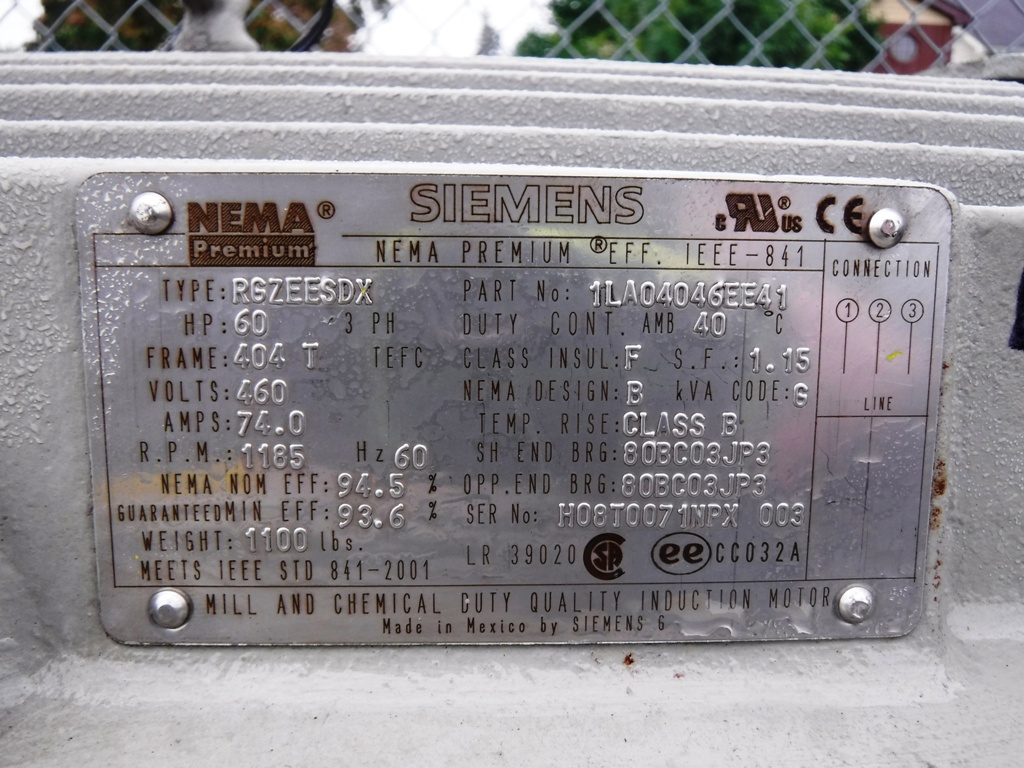 NEMA® Premium
SIEMENS
c UL® US CE
NEMA PREMIUM ® EFF. IEEE-841
TYPE: RGZEESDX PART No: 1LA04046EE41
HP: 60 3 PH DUTY CONT. AMB 40 °C
FRAME: 404 T TEFC CLASS INSUL: F S.F.: 1.15
VOLTS: 460 NEMA DESIGN: B kVA CODE: G
AMPS: 74.0 TEMP. RISE: CLASS B
R.P.M.: 1185 Hz 60 SH END BRG: 80BC03JP3
NEMA NOM EFF: 94.5 % OPP.END BRG: 80BC03JP3
GUARANTEED MIN EFF: 93.6 % SER No: H08T0071NPX 003
WEIGHT: 1100 lbs. LR 39020 SA ee CC032A
MEETS IEEE STD 841-2001
CONNECTION
1 2 3
LINE
MILL AND CHEMICAL DUTY QUALITY INDUCTION MOTOR
Made in Mexico by SIEMENS 6